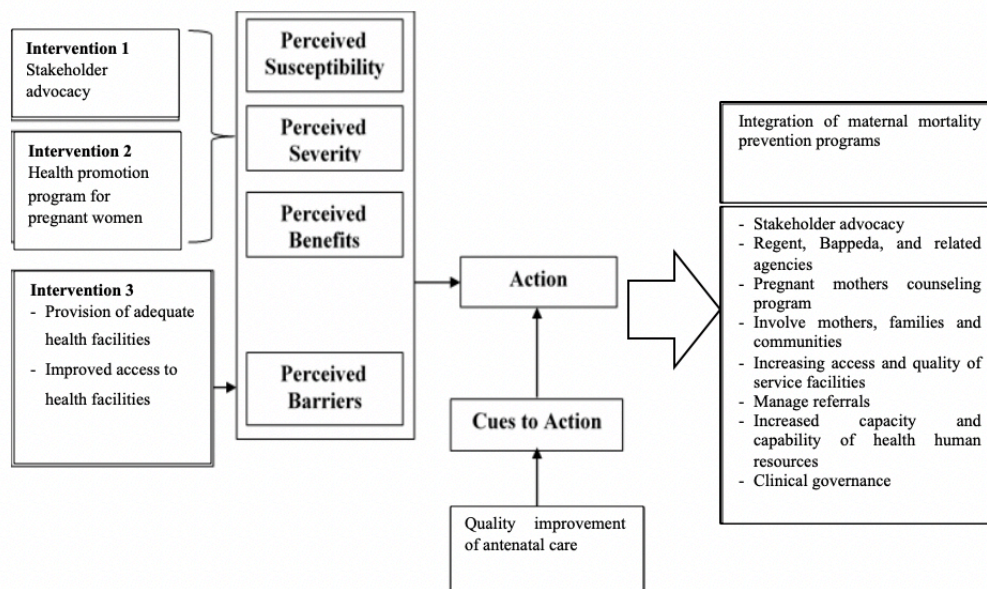 Intervention 1
Stakeholder
advocacy
Intervention 2
Health promotion
program for
pregnant women
Intervention 3
- Provision of adequate
health facilities
- Improved access to
health facilities
Perceived
Susceptibility
Perceived
Severity
Perceived
Benefits
Perceived
Barriers
Action
Cues to Action
Quality improvement
of antenatal care
Integration of maternal mortality
prevention programs
- Stakeholder advocacy
- Regent, Bappeda, and related
agencies
- Pregnant mothers counseling
program
- Involve mothers, families and
communities
- Increasing access and quality of
service facilities
- Manage referrals
- Increased capacity and
capability of health human
resources
- Clinical governance